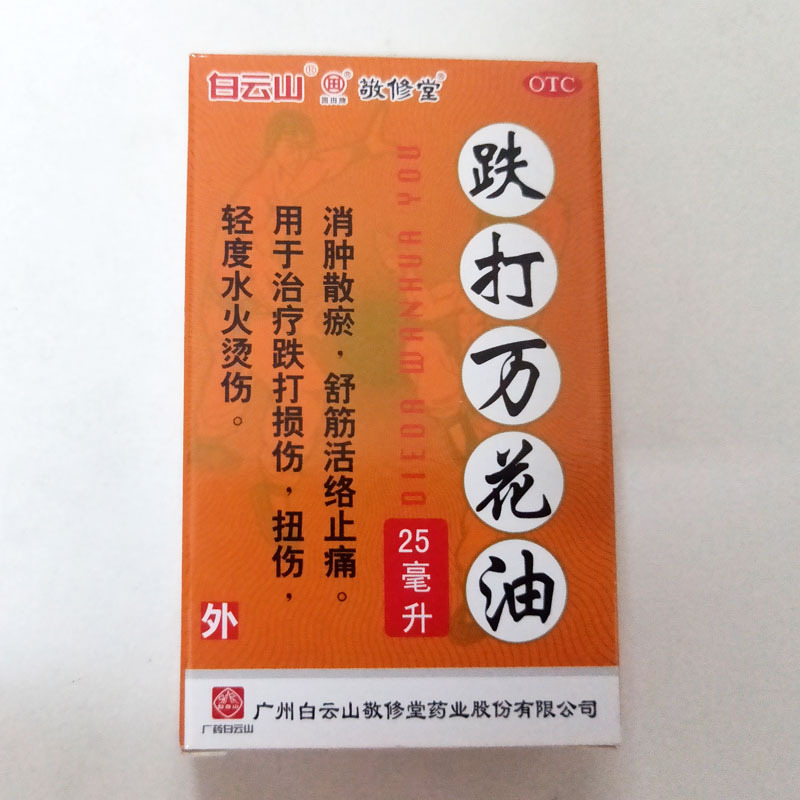 白云山® 田 ® 敬修堂®
OTC
跌打万花油
DIEDA WANHUA YOU
25毫升
消肿散瘀，舒筋活络止痛。
用于治疗跌打损伤，扭伤，
轻度水火烫伤。
外
广药白云山
广州白云山敬修堂药业股份有限公司